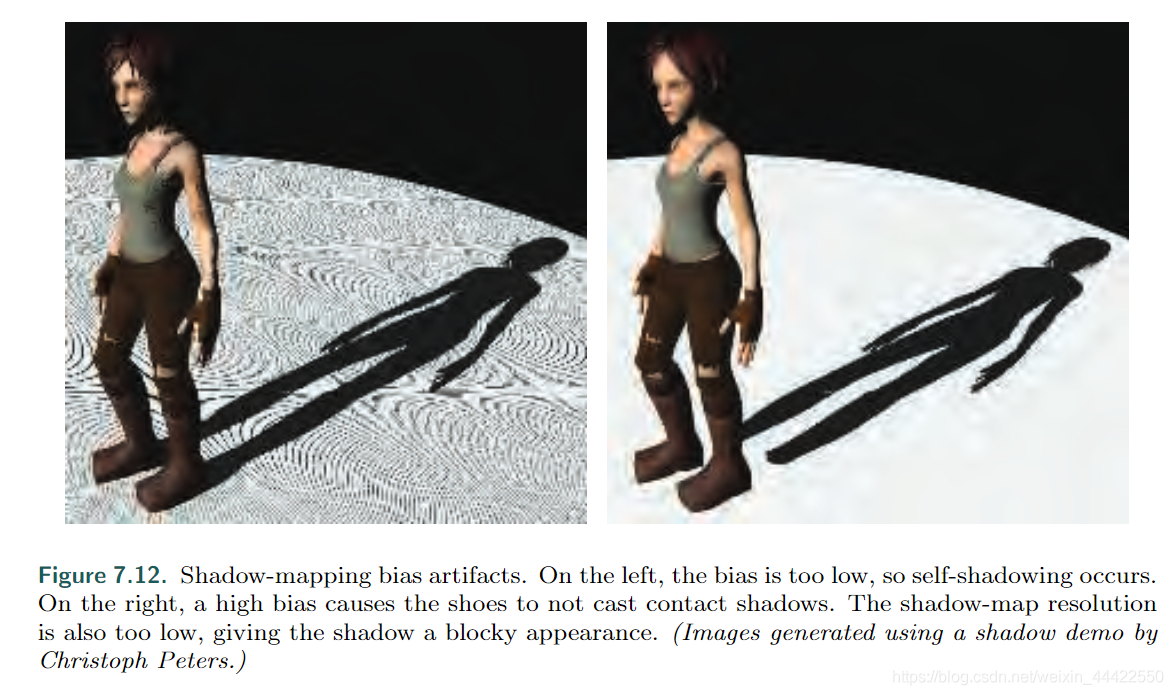 Figure 7.12. Shadow-mapping bias artifacts. On the left, the bias is too low, so self-shadowing occurs.
On the right, a high bias causes the shoes to not cast contact shadows. The shadow-map resolution
is also too low, giving the shadow a blocky appearance. (Images generated using a shadow demo by
Christoph Peters.)
https://blog.csdn.net/weixin_44422550